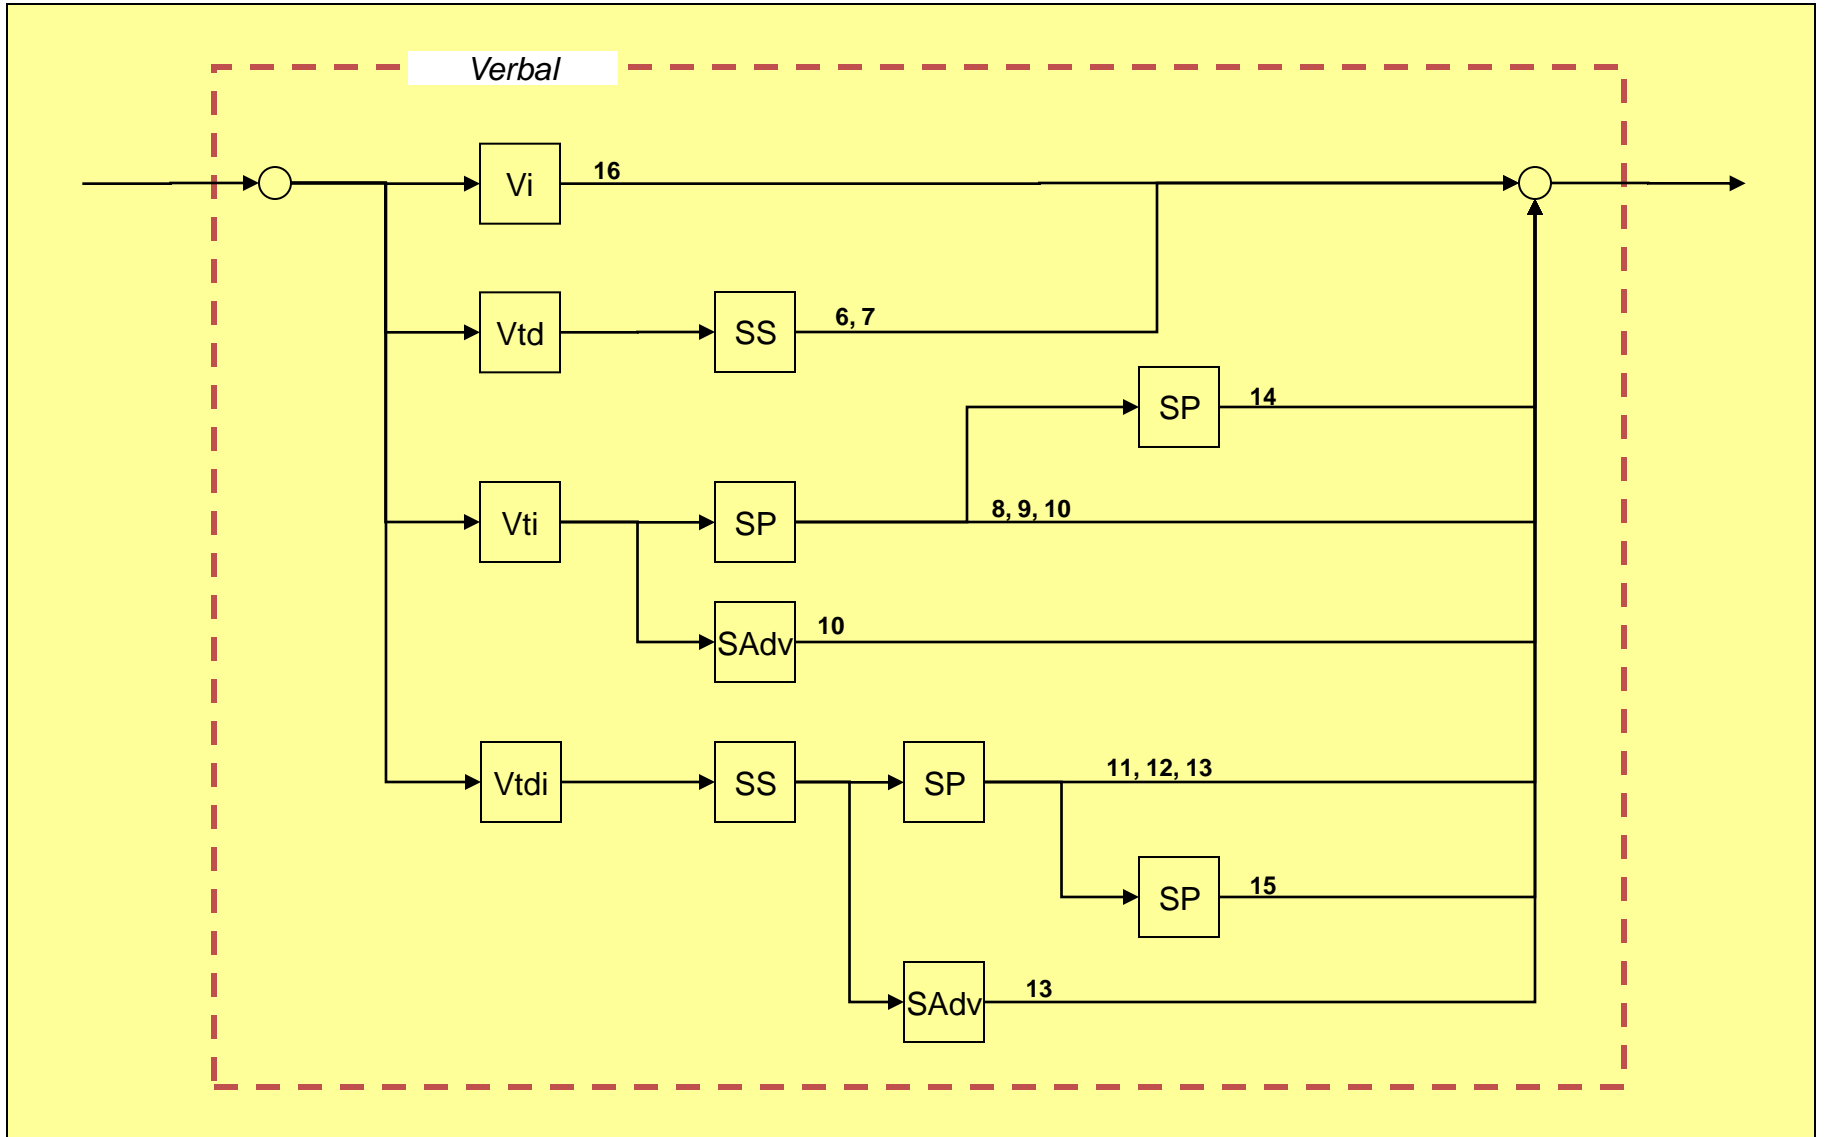 Verbal
Vi
16
Vtd
SS
6, 7
SP
14
Vti
SP
8, 9, 10
SAdv
10
Vtdi
SS
SP
11, 12, 13
SP
15
SAdv
13